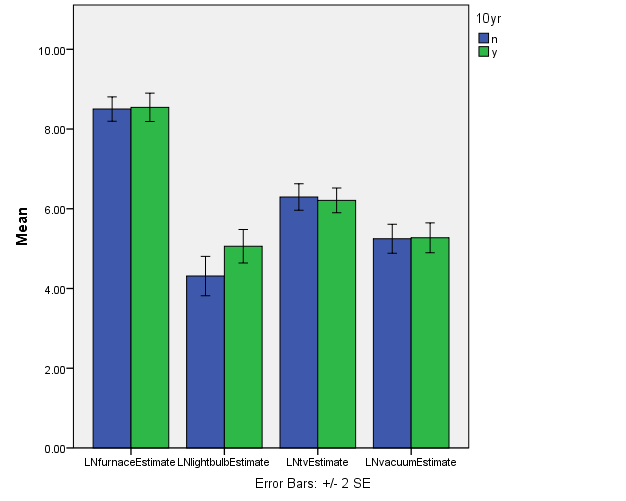 10yr
n
y
10.00
8.00
6.00
4.00
2.00
0.00
Mean
LNfurnaceEstimate LNlightbulbEstimate LNtvEstimate LNvacuumEstimate
Error Bars: +/- 2 SE